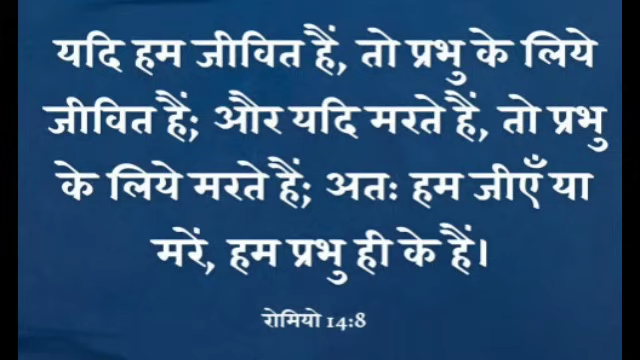 यदि हम जीवित हैं, तो प्रभु के लिये
जीवित हैं; और यदि मरते हैं, तो प्रभु
के लिये मरते हैं; अतः हम जीएँ या
मरें, हम प्रभु ही के हैं।
रोमियो 14:8